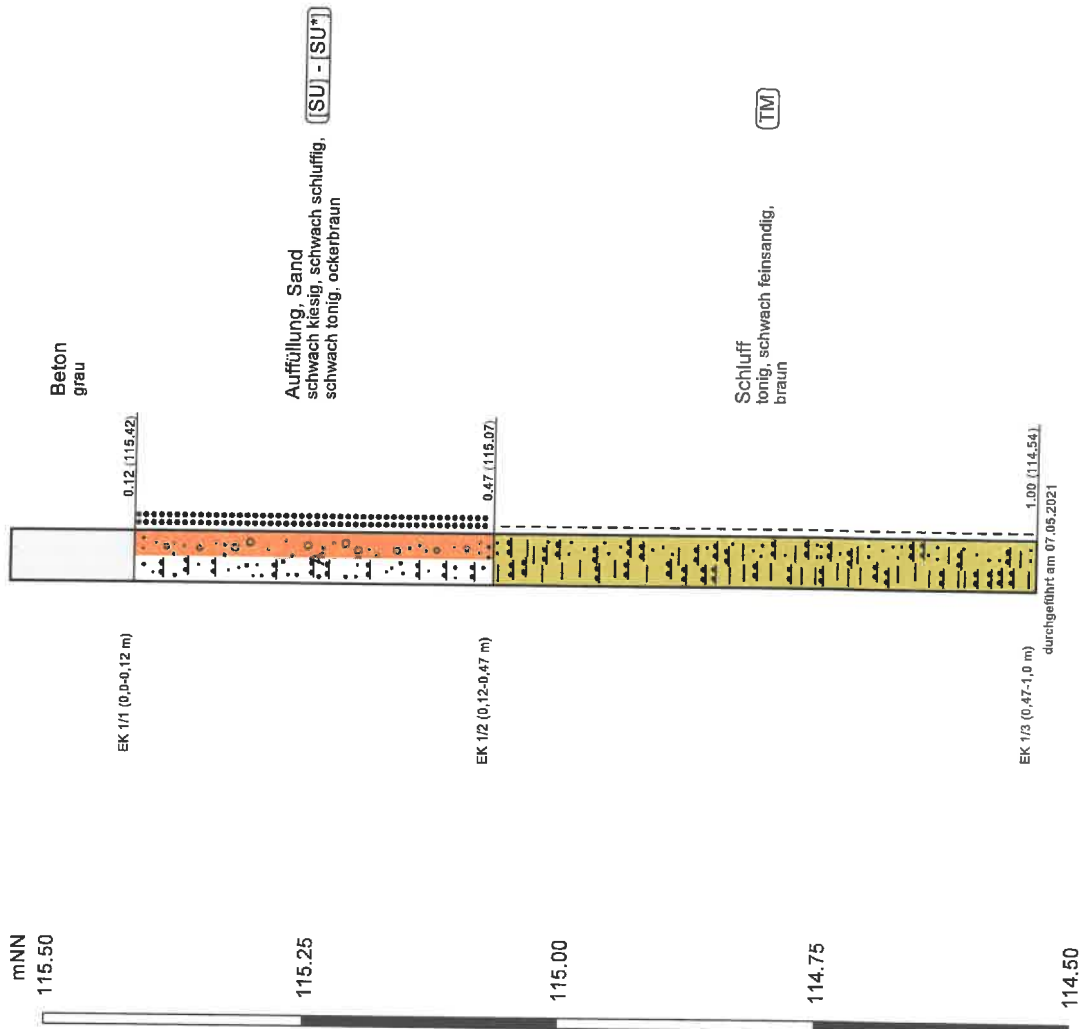 mNN
115.50
115.25
115.00
114.75
114.50
EK 1/1 (0,0-0,12 m)
EK 1/2 (0,12-0,47 m)
EK 1/3 (0,47-1,0 m)
0.12 (115.42)
0.47 (115.07)
1.00 (114.54)
durchgeführt am 07.05.2021
Beton
grau
Auffüllung, Sand
schwach kiesig, schwach schluffig,
schwach tonig, ockerbraun
[SU] - [SU*]
Schluff
tonig, schwach feinsandig,
braun
TM
A